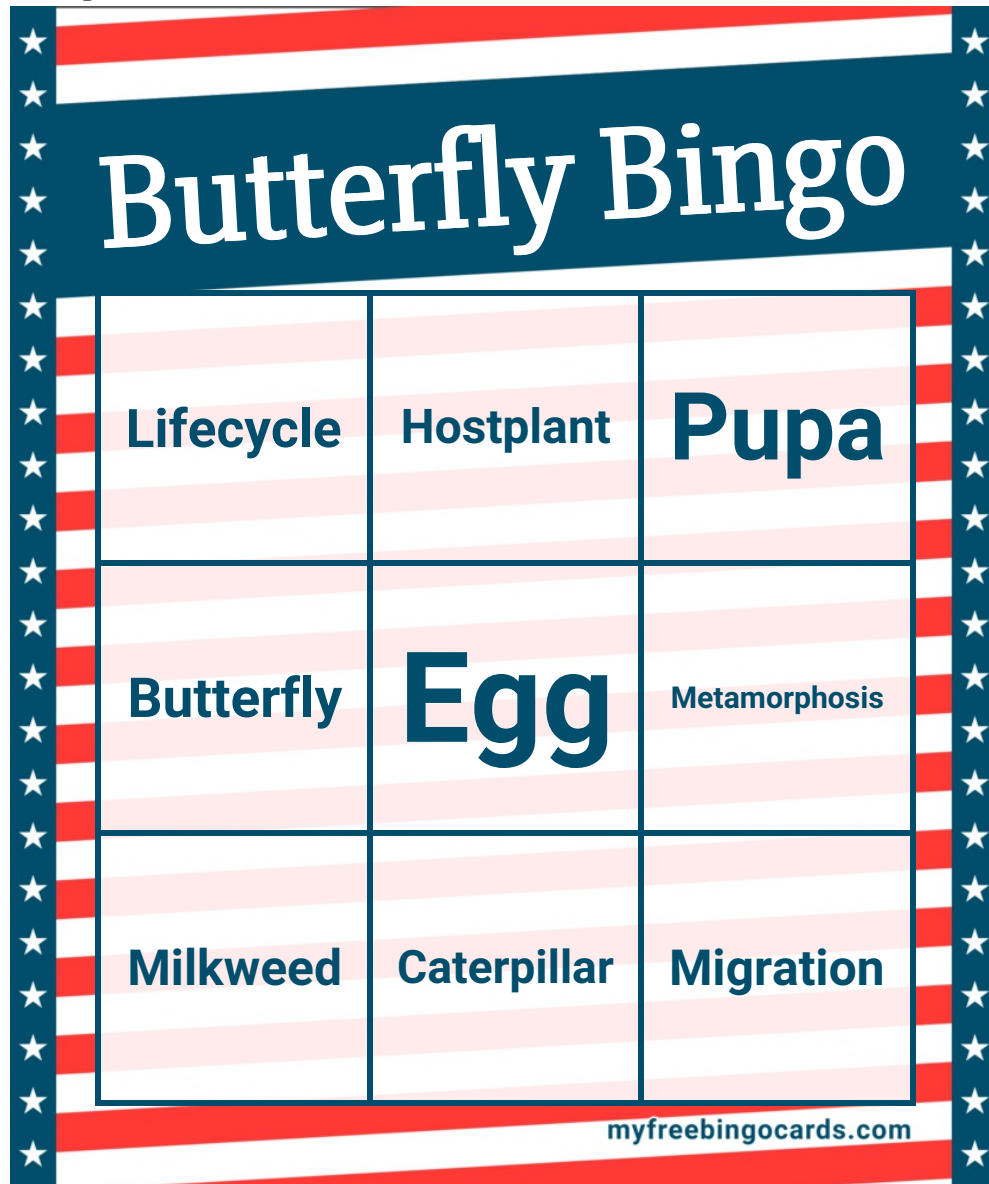 Butterfly Bingo
Lifecycle
Hostplant
Pupa
Butterfly
Egg
Metamorphosis
Milkweed
Caterpillar
Migration
myfreebingocards.com